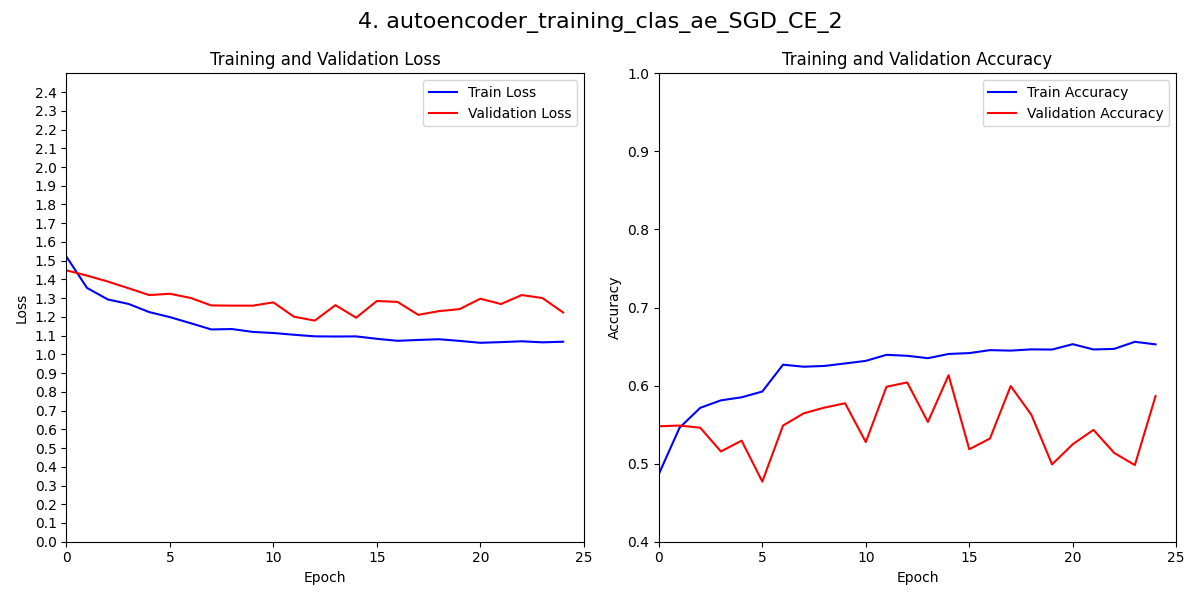 4. autoencoder_training_clas_ae_SGD_CE_2
Training and Validation Loss
Train Loss
Validation Loss
2.4
2.3
2.2
2.1
2.0
1.9
1.8
1.7
1.6
1.5
1.4
1.3
1.2
1.1
1.0
0.9
0.8
0.7
0.6
0.5
0.4
0.3
0.2
0.1
0.0
Loss
0 5 10 15 20 25
Epoch
Training and Validation Accuracy
Train Accuracy
Validation Accuracy
1.0
0.9
0.8
0.7
0.6
0.5
0.4
Accuracy
0 5 10 15 20 25
Epoch